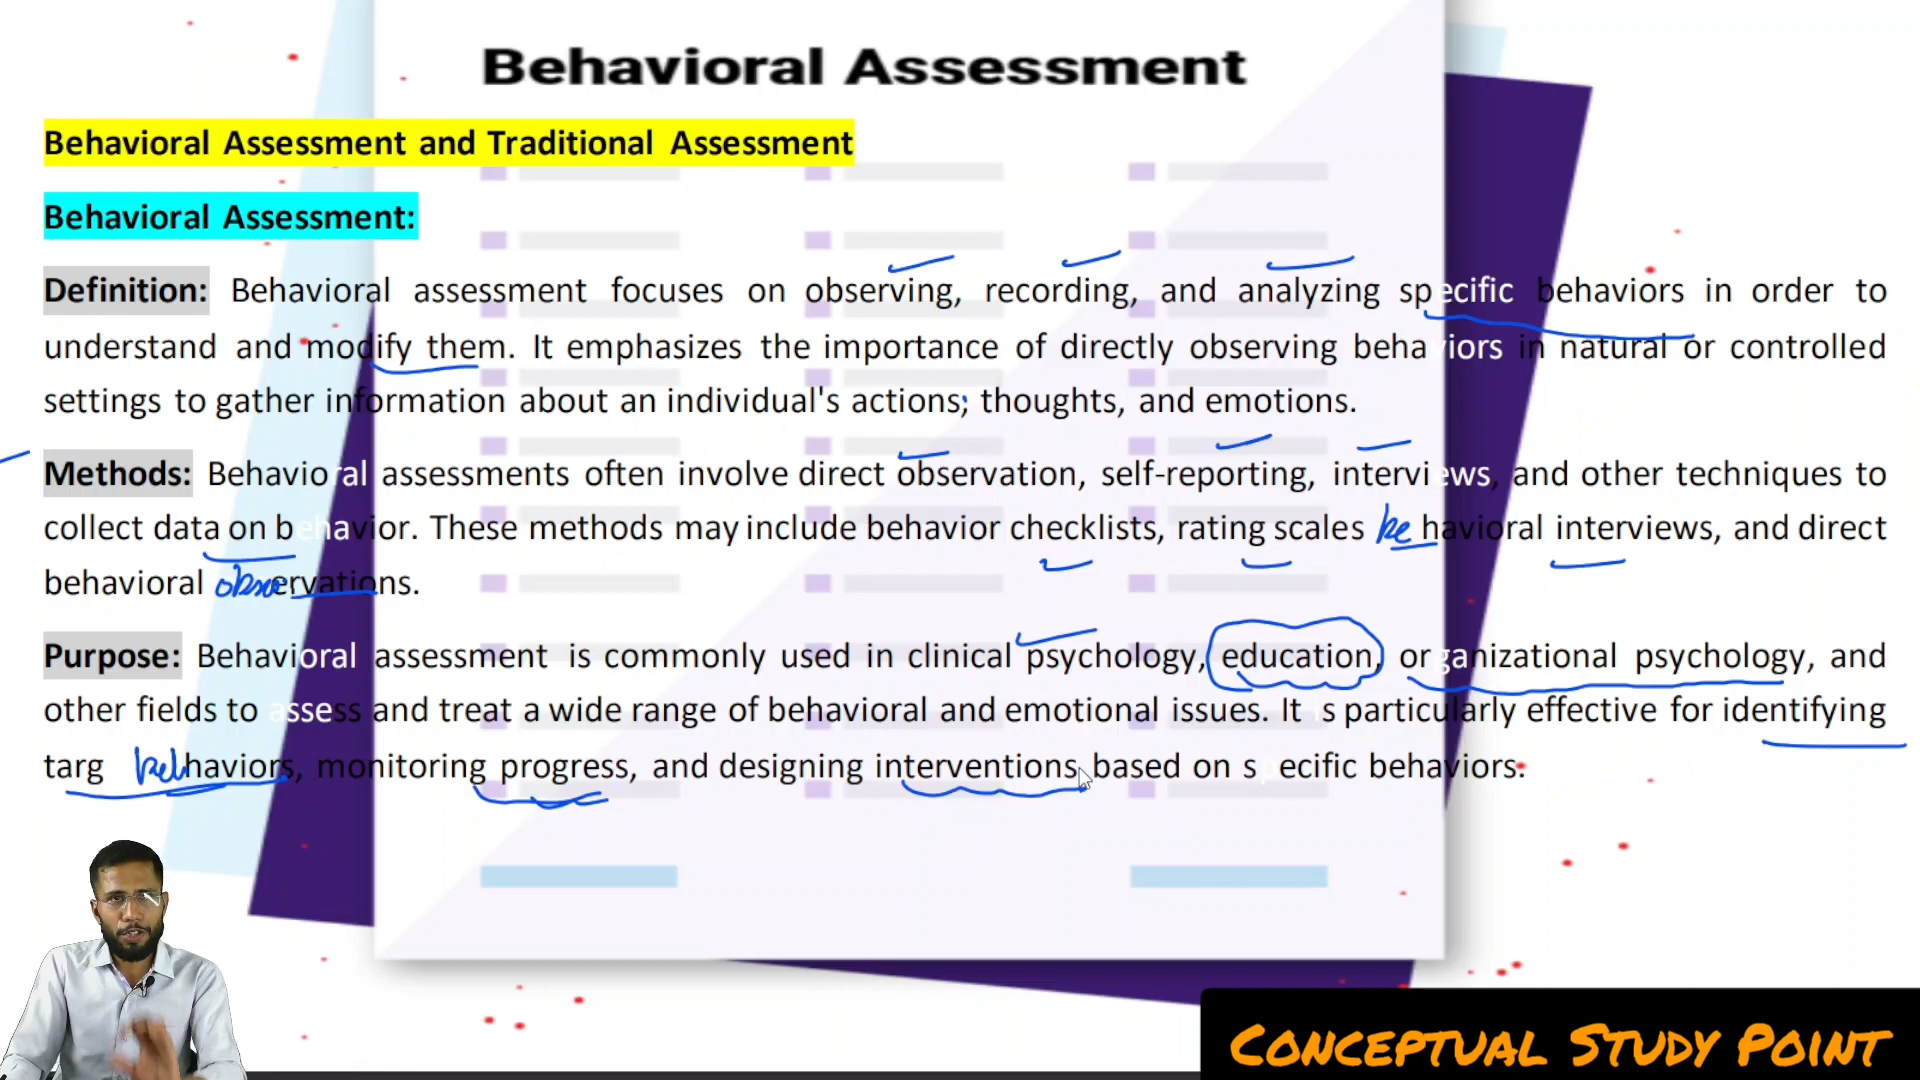 Behavioral Assessment
Behavioral Assessment and Traditional Assessment
Behavioral Assessment:
Definition: Behavioral assessment focuses on observing, recording, and analyzing specific behaviors in order to
understand and modify them. It emphasizes the importance of directly observing behaviors in natural or controlled
settings to gather information about an individual's actions, thoughts, and emotions.
Methods: Behavioral assessments often involve direct observation, self-reporting, interviews, and other techniques to
collect data on behavior. These methods may include behavior checklists, rating scales behavioral interviews, and direct
behavioral observations.
Purpose: Behavioral assessment is commonly used in clinical psychology, education, organizational psychology, and
other fields to assess and treat a wide range of behavioral and emotional issues. It is particularly effective for identifying
targ behaviors, monitoring progress, and designing interventions based on specific behaviors.
Conceptual Study Point